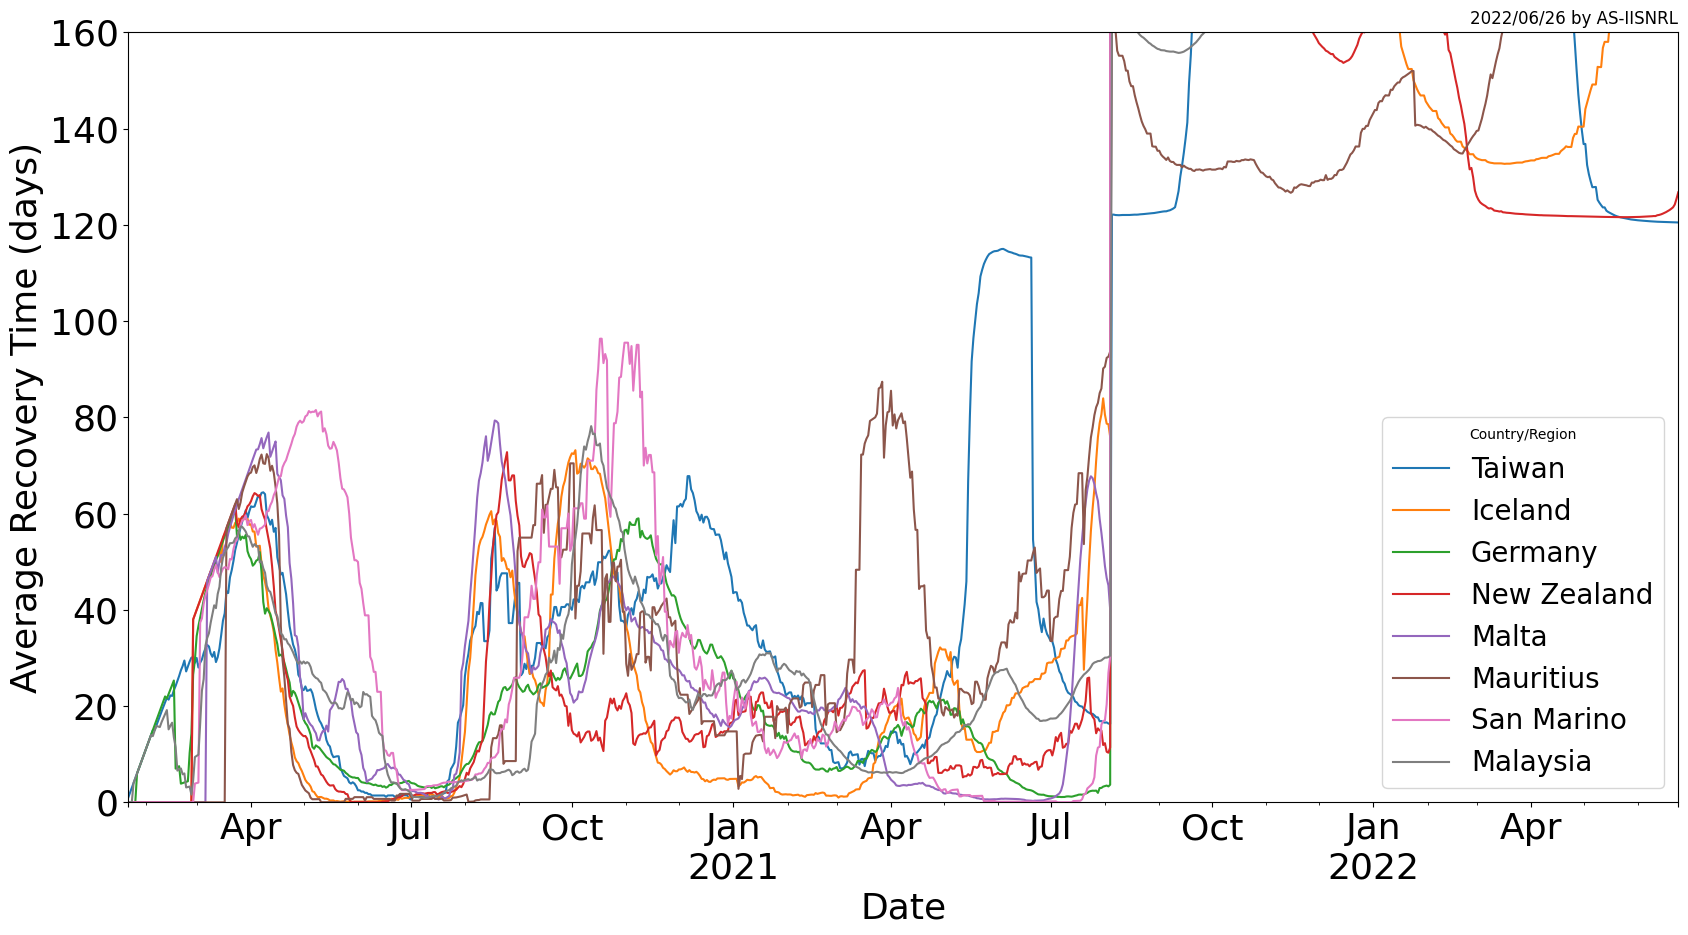 2022/06/26 by AS-IISNRL
160
140
120
100
80
60
40
20
0
Average Recovery Time (days)
Country/Region
Taiwan
Iceland
Germany
New Zealand
Malta
Mauritius
San Marino
Malaysia
Apr Jul Oct Jan Apr Jul Oct Jan Apr
2021 2022
Date